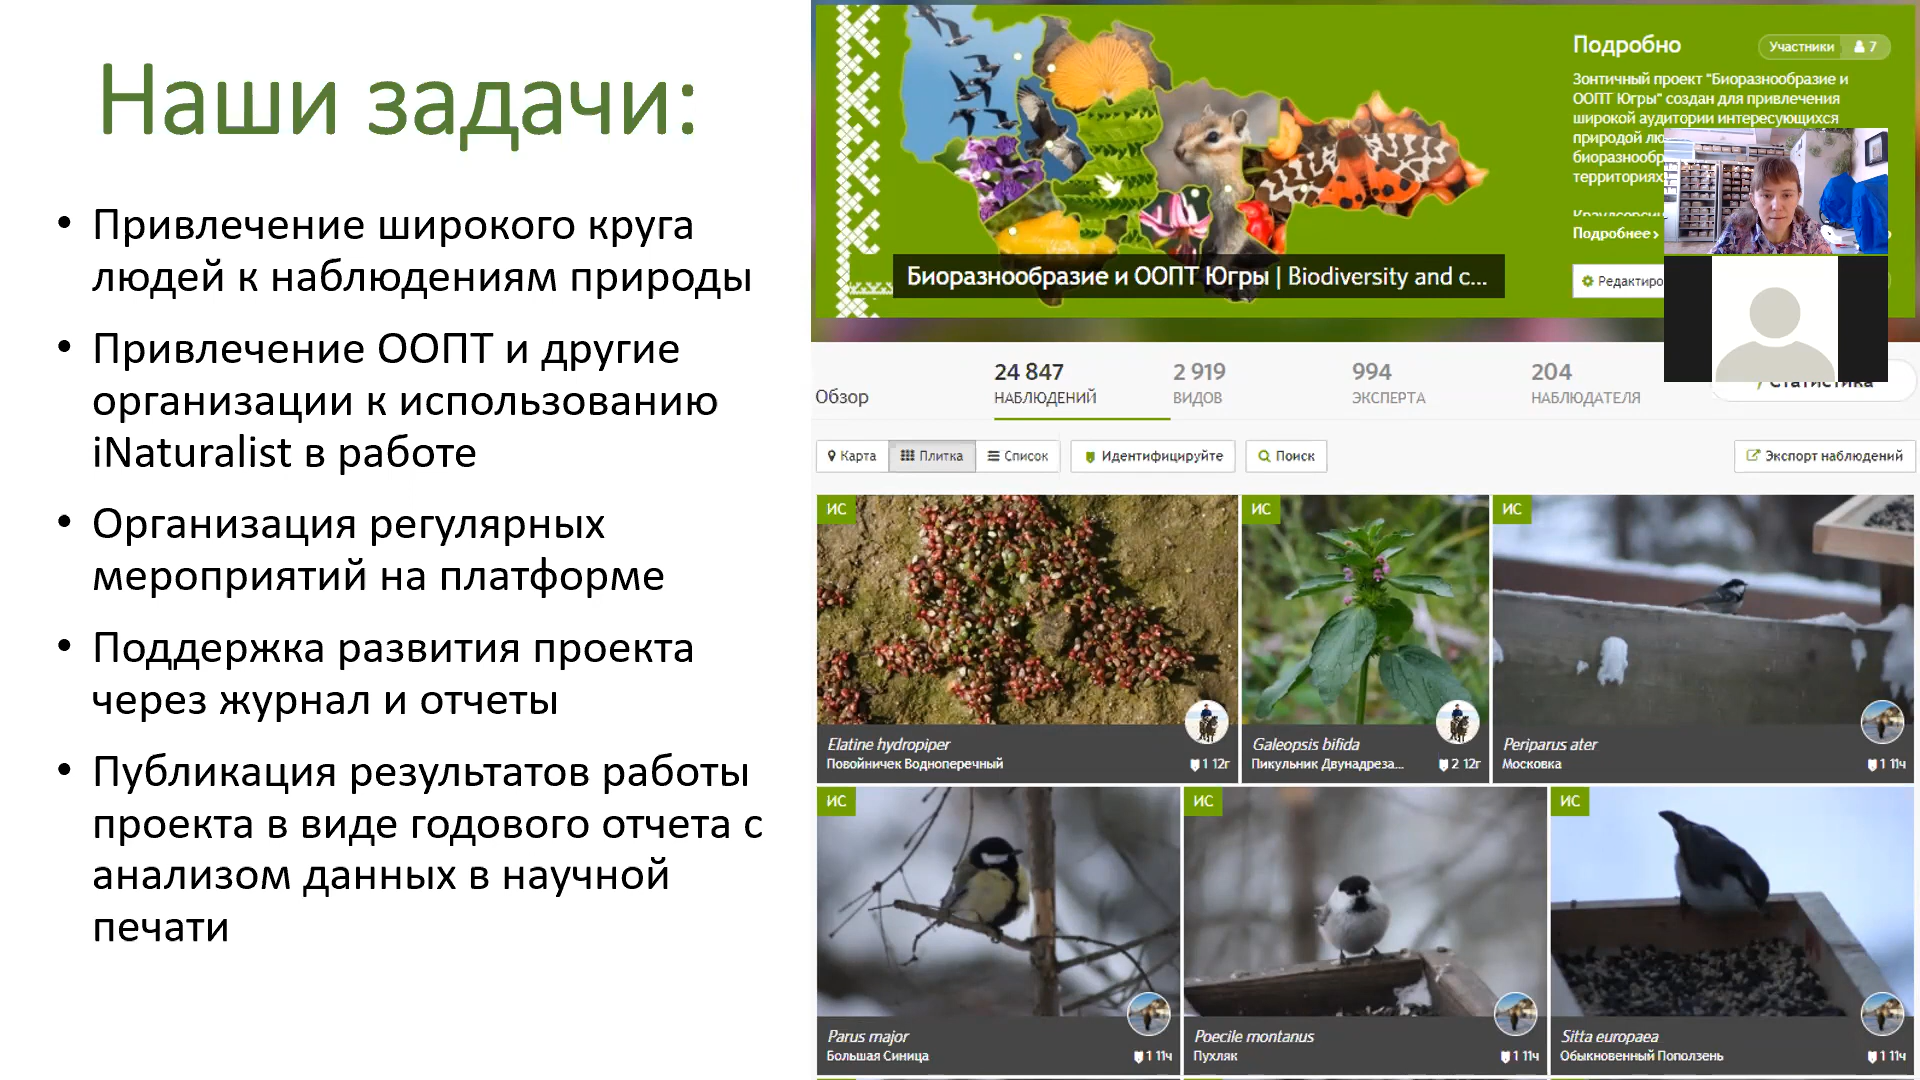 Наши задачи:
• Привлечение широкого круга
людей к наблюдениям природы
• Привлечение ООПТ и другие
организации к использованию
iNaturalist в работе
• Организация регулярных
мероприятий на платформе
• Поддержка развития проекта
через журнал и отчеты
• Публикация результатов работы
проекта в виде годового отчета с
анализом данных в научной
печати
Биоразнообразие и ООПТ Югры | Biodiversity and c...
Подробно
Участники 7
Зонтичный проект "Биоразнообразие и
ООПТ Югры" создан для привлечения
широкой аудитории интересующихся
природой
территориях
Подробнее >
Обзор
24 847
НАБЛЮДЕНИЙ
2 919
ВИДОВ
994
ЭКСПЕРТА
204
НАБЛЮДАТЕЛЯ
Статистика
Карта
Плитка
Список
Идентифицируйте
Поиск
Экспорт наблюдений
ИС
Elatine hydropiper
Повойничек Водноперечный
1 12г
ИС
Galeopsis bifida
Пикульник Двунадреза...
2 12г
ИС
Periparus ater
Московка
1 11ч
ИС
Parus major
Большая Синица
1 11ч
ИС
Poecile montanus
Пухляк
1 11ч
ИС
Sitta europaea
Обыкновенный Поползень
1 11ч